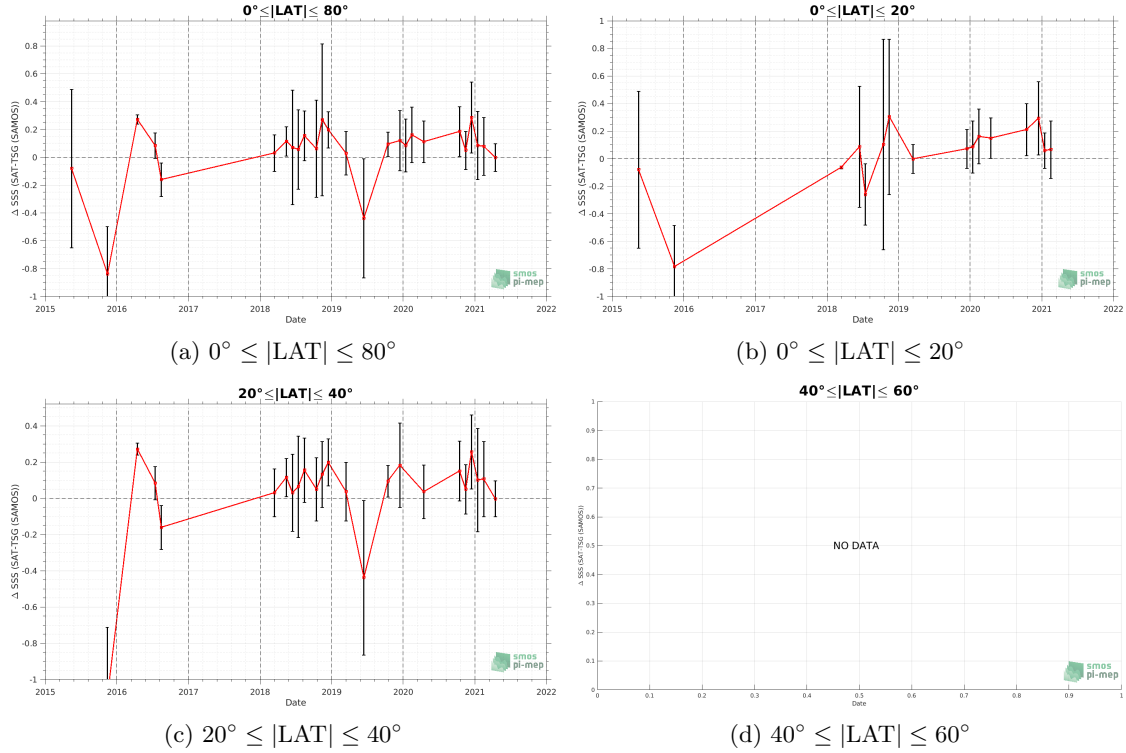 0°≤|LAT|≤ 80°
Δ SSS (SAT-TSG (SAMOS))
0.8
0.6
0.4
0.2
0
-0.2
-0.4
-0.6
-0.8
-1
2015 2016 2017 2018 2019 2020 2021 2022
Date
smos
pi-mep
(a) 0° ≤ |LAT| ≤ 80°
0°≤|LAT|≤ 20°
Δ SSS (SAT-TSG (SAMOS))
1
0.8
0.6
0.4
0.2
0
-0.2
-0.4
-0.6
-0.8
-1
2015 2016 2017 2018 2019 2020 2021 2022
Date
smos
pi-mep
(b) 0° ≤ |LAT| ≤ 20°
20°≤|LAT|≤ 40°
Δ SSS (SAT-TSG (SAMOS))
0.4
0.2
0
-0.2
-0.4
-0.6
-0.8
-1
2015 2016 2017 2018 2019 2020 2021 2022
Date
smos
pi-mep
(c) 20° ≤ |LAT| ≤ 40°
40°≤|LAT|≤ 60°
Δ SSS (SAT-TSG (SAMOS))
1
0.9
0.8
0.7
0.6
0.5
0.4
0.3
0.2
0.1
0
NO DATA
0 0.1 0.2 0.3 0.4 0.5 0.6 0.7 0.8 0.9 1
Date
smos
pi-mep
(d) 40° ≤ |LAT| ≤ 60°